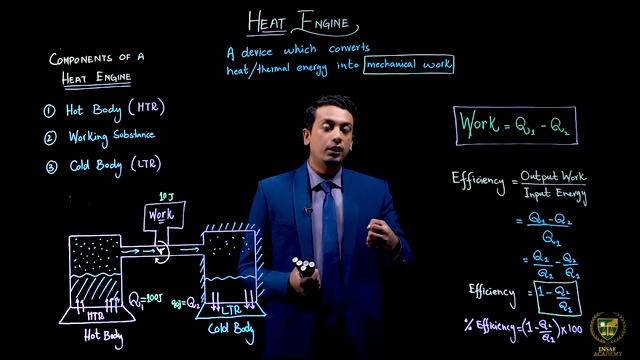 HEAT ENGINE
A device which converts
heat/thermal energy into mechanical work
COMPONENTS OF A
HEAT ENGINE
① Hot Body (HTR)
② Working Substance
③ Cold Body (LTR)
10J
Work
Q₁=100J
90J=Q₂
HTR
LTR
Hot Body
Cold Body
Work = Q₁ - Q₂
Efficiency = Output Work / Input Energy
= Q₁ - Q₂ / Q₁
= Q₁/Q₁ - Q₂/Q₁
Efficiency = 1 - Q₂/Q₁
% Efficiency = (1 - Q₂/Q₁) × 100
INSAF
ACADEMY